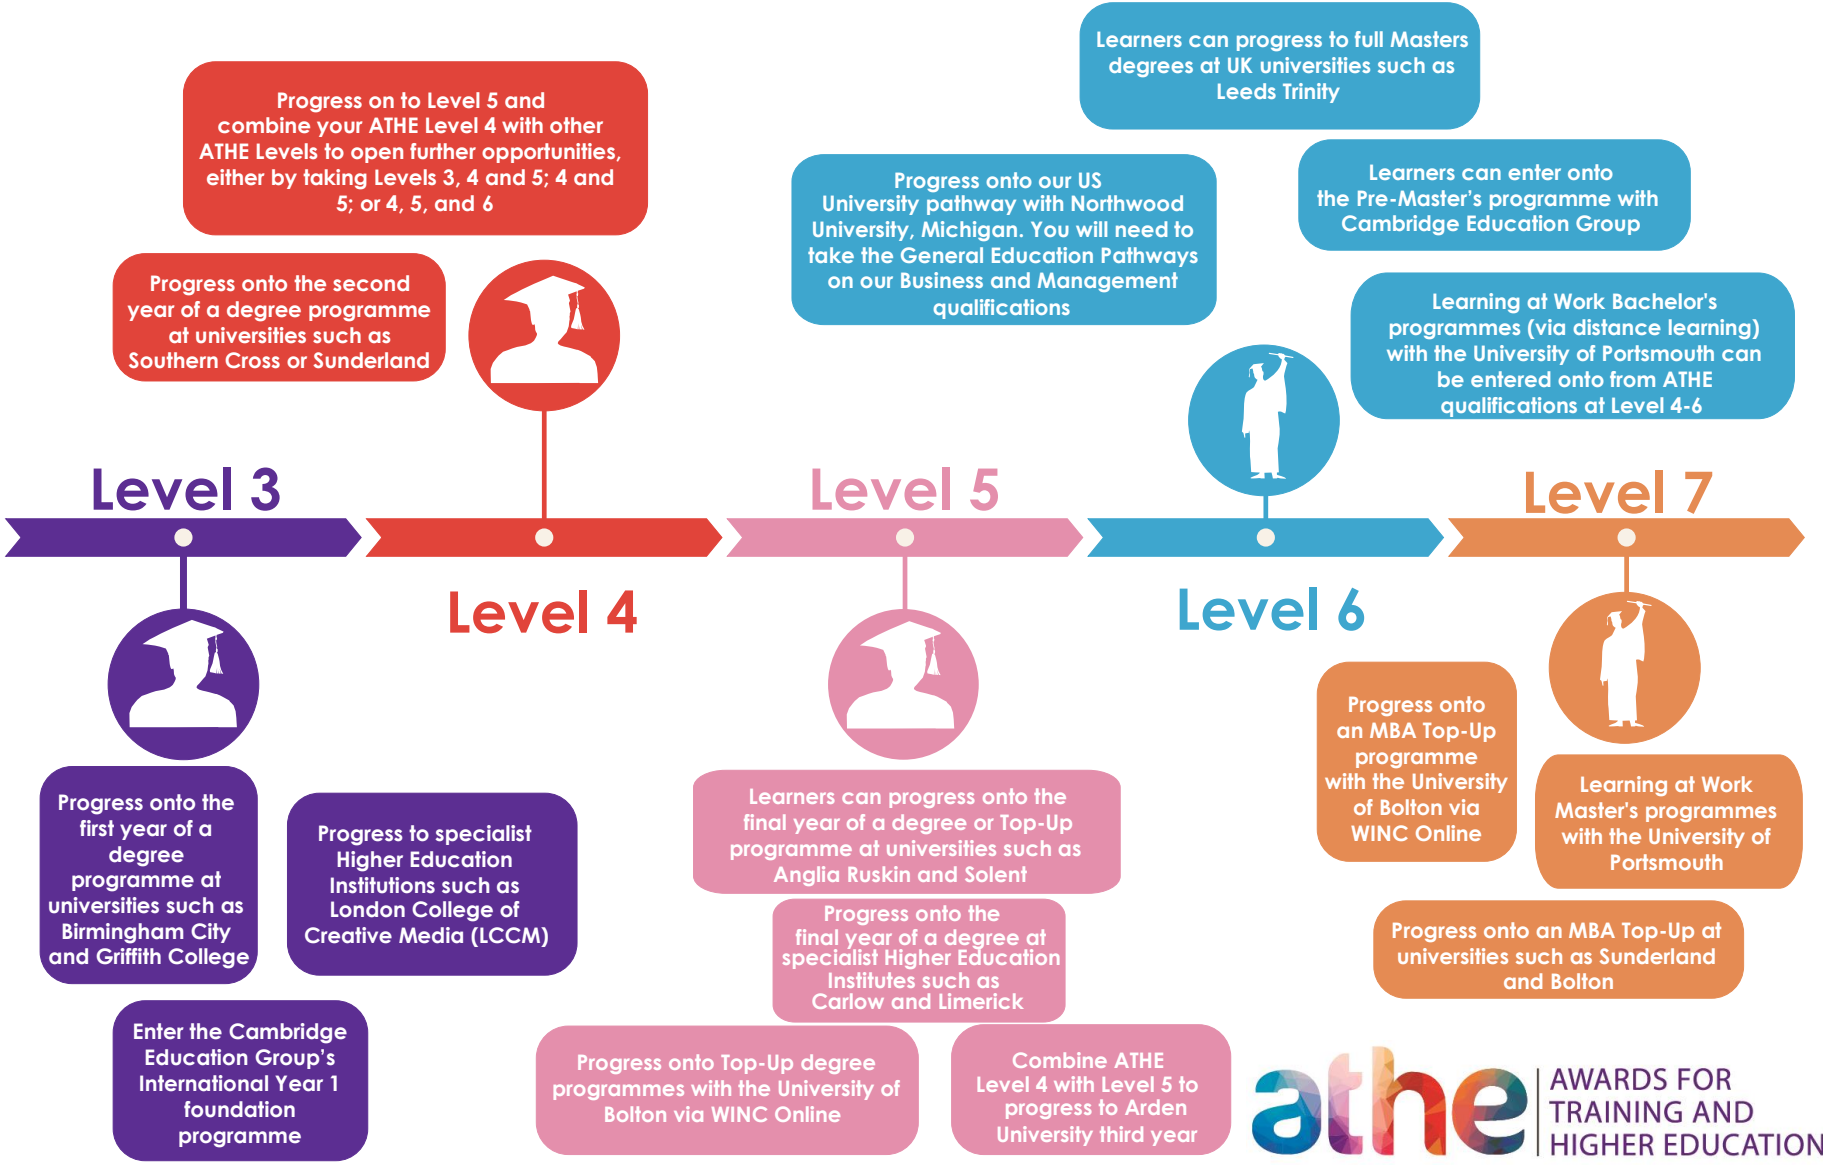 Learners can progress to full Masters
degrees at UK universities such as
Leeds Trinity
Progress on to Level 5 and
combine your ATHE Level 4 with other
ATHE Levels to open further opportunities,
either by taking Levels 3, 4 and 5; 4 and
5; or 4, 5, and 6
Progress onto our US
University pathway with Northwood
University, Michigan. You will need to
take the General Education Pathways
on our Business and Management
qualifications
Learners can enter onto
the Pre-Master’s programme with
Cambridge Education Group
Progress onto the second
year of a degree programme
at universities such as
Southern Cross or Sunderland
Learning at Work Bachelor's
programmes (via distance learning)
with the University of Portsmouth can
be entered onto from ATHE
qualifications at Level 4-6
Level 3
Level 5
Level 7
Level 4
Level 6
Progress onto the
first year of a
degree
programme at
universities such as
Birmingham City
and Griffith College
Progress to specialist
Higher Education
Institutions such as
London College of
Creative Media (LCCM)
Enter the Cambridge
Education Group’s
International Year 1
foundation
programme
Learners can progress onto the
final year of a degree or Top-Up
programme at universities such as
Anglia Ruskin and Solent
Progress onto the
final year of a degree at
specialist Higher Education
Institutes such as
Carlow and Limerick
Progress onto Top-Up degree
programmes with the University of
Bolton via WINC Online
Combine ATHE
Level 4 with Level 5 to
progress to Arden
University third year
Progress onto
an MBA Top-Up
programme
with the University
of Bolton via
WINC Online
Learning at Work
Master's programmes
with the University of
Portsmouth
Progress onto an MBA Top-Up at
universities such as Sunderland
and Bolton
athe
AWARDS FOR
TRAINING AND
HIGHER EDUCATION